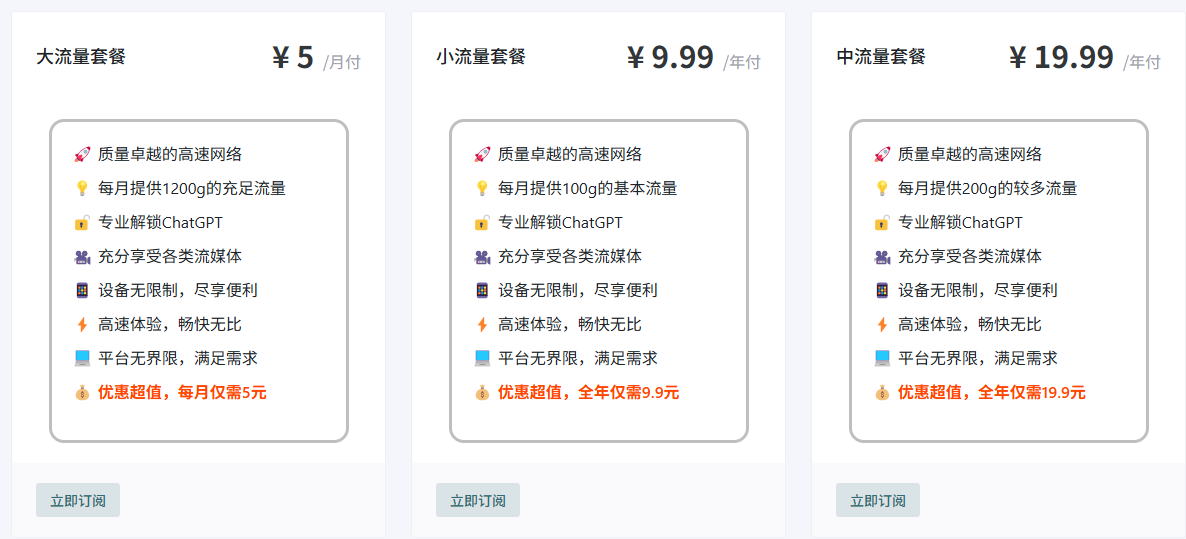 大流量套餐
¥ 5 /月付
质量卓越的高速网络
每月提供1200g的充足流量
专业解锁ChatGPT
充分享受各类流媒体
设备无限制，尽享便利
高速体验，畅快无比
平台无界限，满足需求
优惠超值，每月仅需5元
立即订阅
小流量套餐
¥ 9.99 /年付
质量卓越的高速网络
每月提供100g的基本流量
专业解锁ChatGPT
充分享受各类流媒体
设备无限制，尽享便利
高速体验，畅快无比
平台无界限，满足需求
优惠超值，全年仅需9.9元
立即订阅
中流量套餐
¥ 19.99 /年付
质量卓越的高速网络
每月提供200g的较多流量
专业解锁ChatGPT
充分享受各类流媒体
设备无限制，尽享便利
高速体验，畅快无比
平台无界限，满足需求
优惠超值，全年仅需19.9元
立即订阅